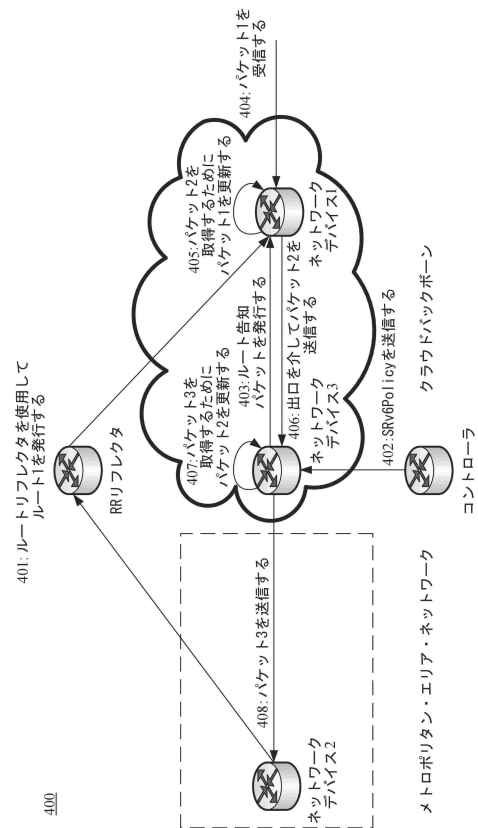 400
401: ルートリフレクタを使用して
ルート1を発行する
RRリフレクタ
404: パケット1を
受信する
405: パケット2を
取得するために
パケット1を更新する
ネットワーク
デバイス1
407: パケット3を
取得するために
パケット2を更新する
403: ルート告知
パケットを発行する
406: 出口を介してパケット2を
送信する
ネットワーク
デバイス3
408: パケット3を送信する
ネットワーク
デバイス2
402: SRv6Policyを送信する
コントローラ
クラウドバックボーン
メトロポリタン・エリア・ネットワーク